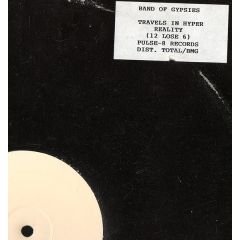 BAND OF GYPSIES
TRAVELS IN HYPER
REALITY
(12 LOSE 6)
PULSE-8 RECORDS
DIST. TOTAL/BMG